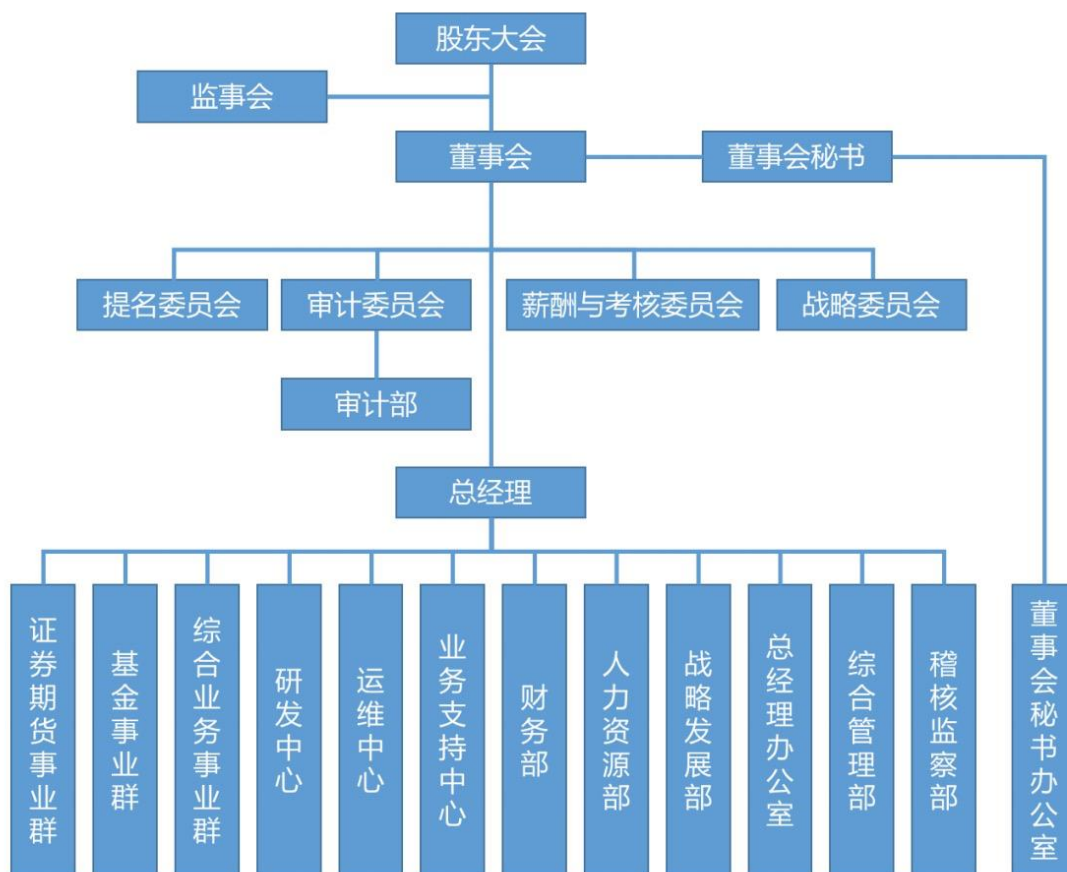 股东大会
监事会
董事会
董事会秘书
提名委员会
审计委员会
薪酬与考核委员会
战略委员会
审计部
总经理
证券期货事业群
基金事业群
综合业务事业群
研发中心
运维中心
业务支持中心
财务部
人力资源部
战略发展部
总经理办公室
综合管理部
稽核监察部
董事会秘书办公室